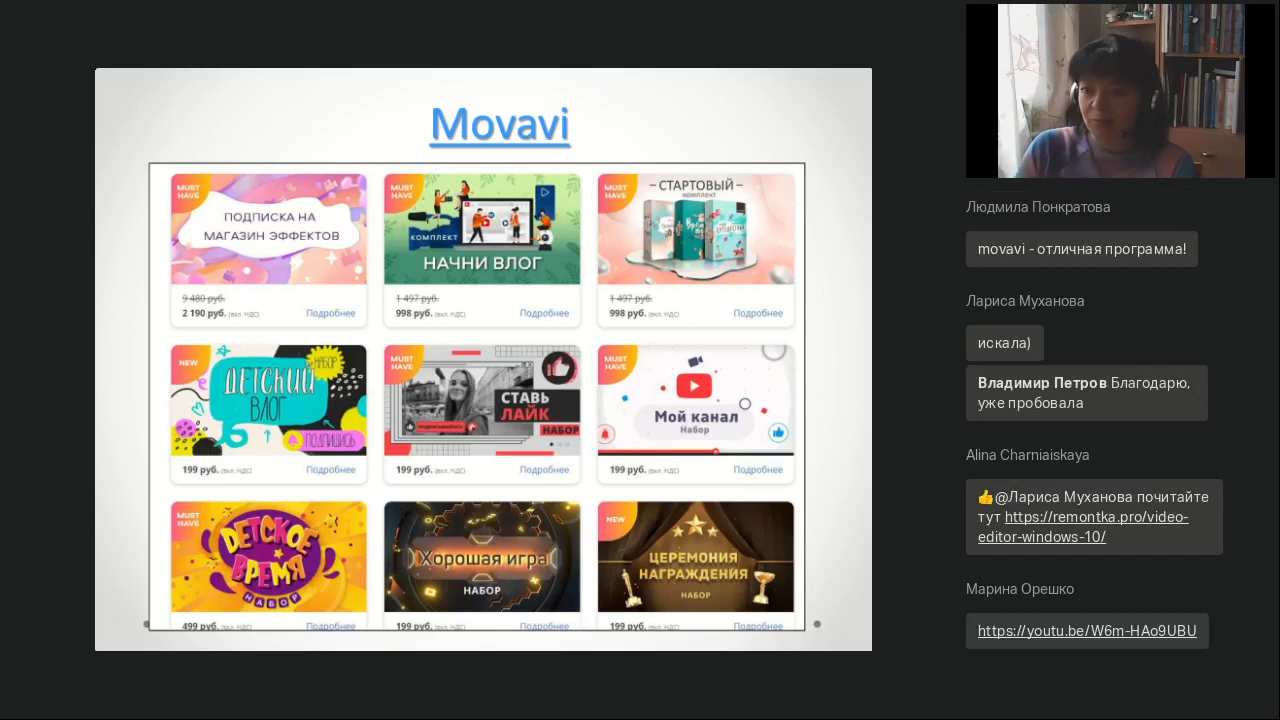 Movavi
MUST HAVE
ПОДПИСКА НА
МАГАЗИН ЭФФЕКТОВ
9 480 руб.
2 190 руб. (вкл. НДС) Подробнее
MUST HAVE
КОМПЛЕКТ
НАЧНИ ВЛОГ
1 497 руб.
998 руб. (вкл. НДС) Подробнее
MUST HAVE
– СТАРТОВЫЙ –
комплект
1 497 руб.
998 руб. (вкл. НДС) Подробнее
NEW
НАБОР
ДЕТСКИЙ
ВЛОГ
ПОДПИШИСЬ
199 руб. (вкл. НДС) Подробнее
MUST HAVE
СТАВЬ
ЛАЙК
НАБОР
199 руб. (вкл. НДС) Подробнее
MUST HAVE
Мой канал
Набор
199 руб. (вкл. НДС) Подробнее
MUST HAVE
ДЕТСКОЕ
ВРЕМЯ
НАБОР
499 руб. (вкл. НДС) Подробнее
Хорошая игра
НАБОР
199 руб. (вкл. НДС) Подробнее
NEW
ЦЕРЕМОНИЯ
НАГРАЖДЕНИЯ
НАБОР
199 руб. (вкл. НДС) Подробнее
Людмила Понкратова
movavi - отличная программа!
Лариса Муханова
искала)
Владимир Петров Благодарю,
уже пробовала
Alina Charniaiskaya
👍@Лариса Муханова почитайте
тут https://remontka.pro/video-
editor-windows-10/
Марина Орешко
https://youtu.be/W6m-HAo9UBU